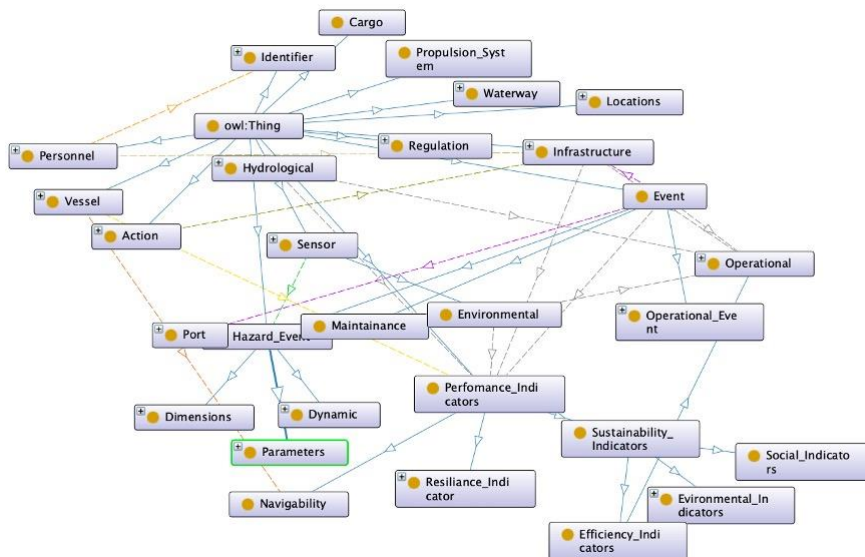 Cargo
Identifier
Propulsion_Syst
em
Waterway
Locations
owl:Thing
Personnel
Regulation
Infrastructure
Hydrological
Vessel
Event
Action
Sensor
Operational
Port
Hazard_Event
Maintainance
Environmental
Operational_Eve
nt
Perfomance_Indi
cators
Dimensions
Dynamic
Sustainability_
Indicators
Parameters
Social_Indicato
rs
Resiliance_Indi
cator
Navigability
Evironmental_In
dicators
Efficiency_Indi
cators